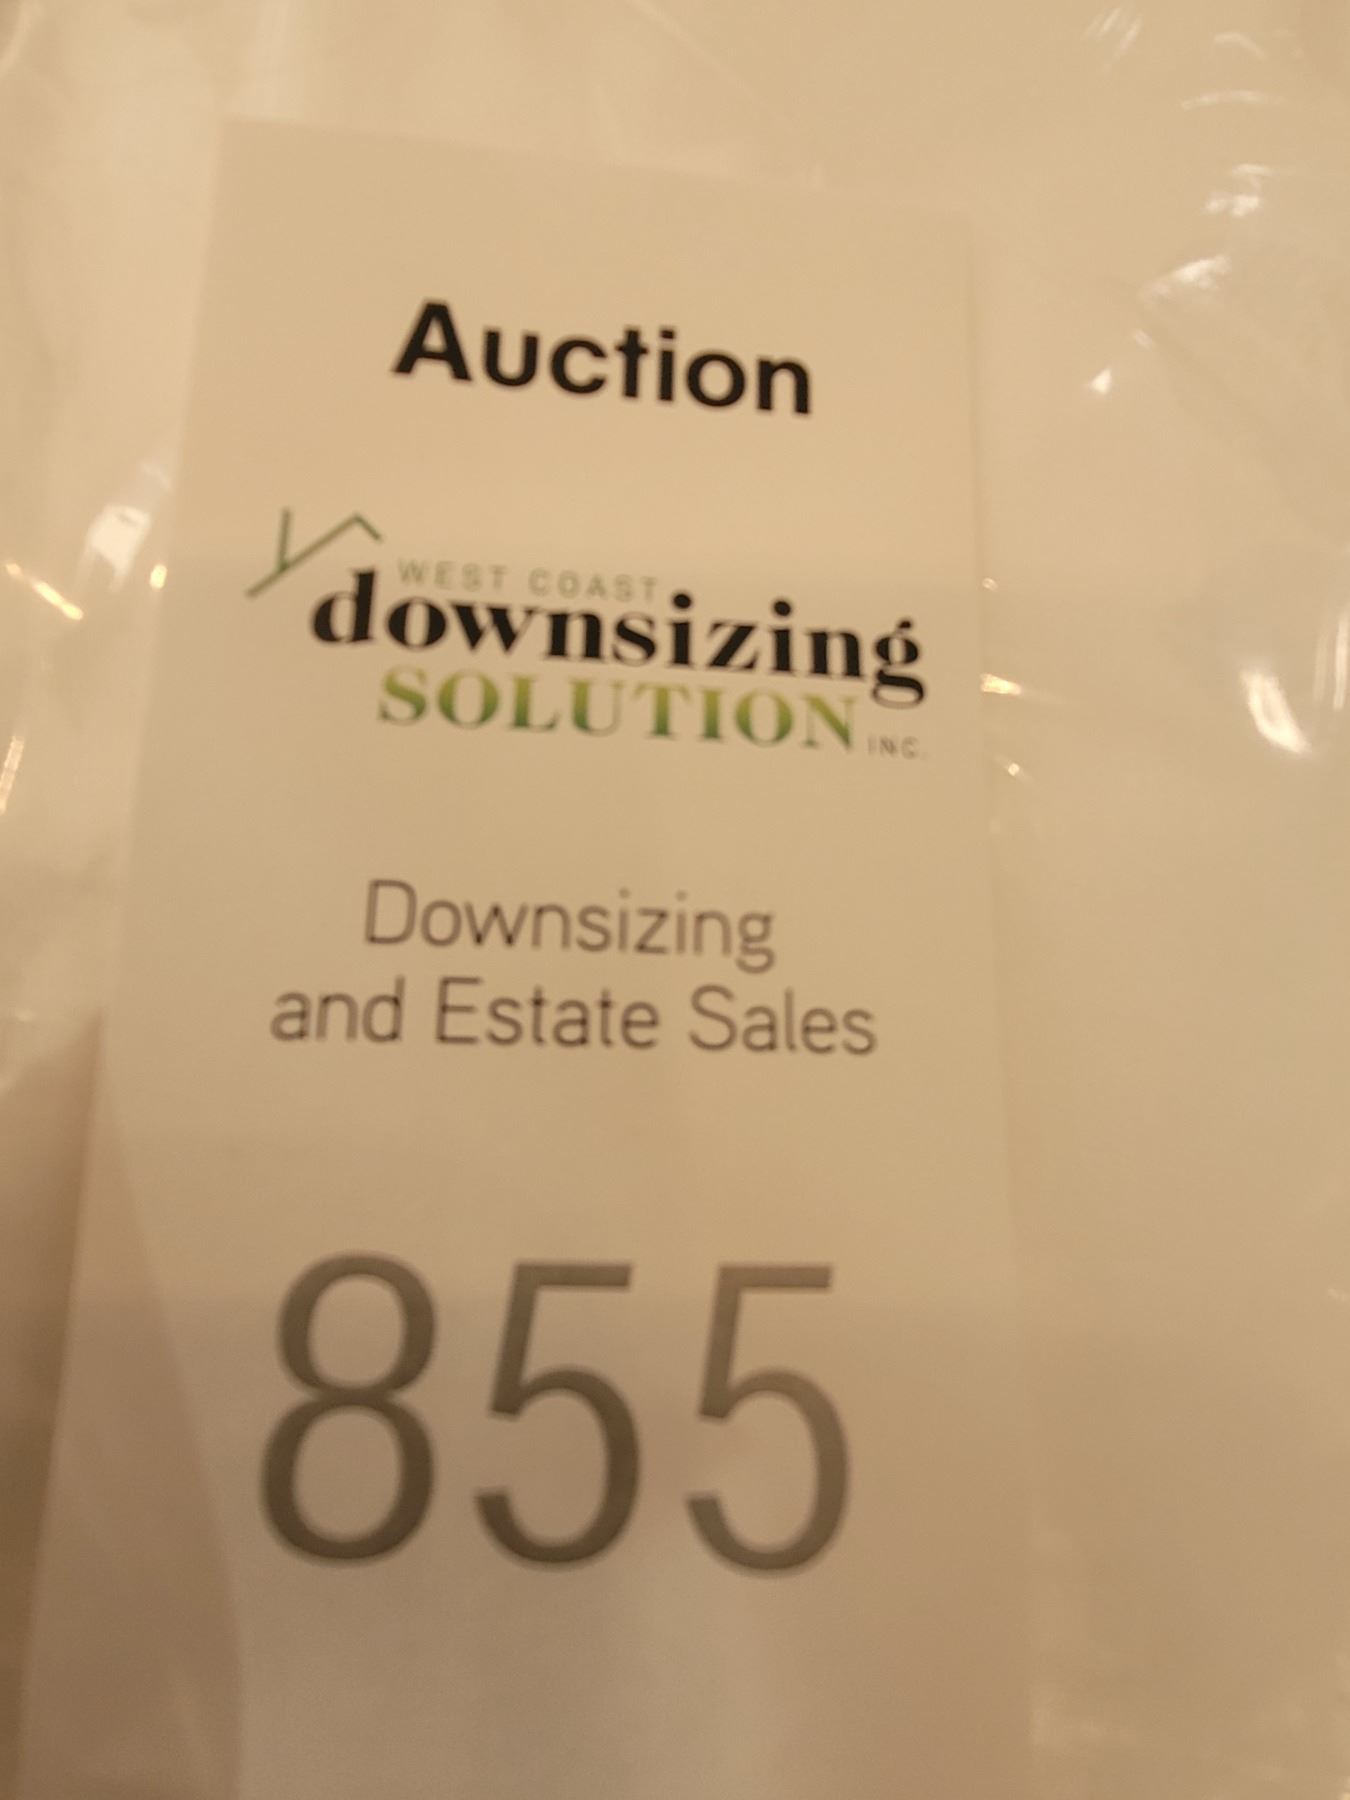 Auction
WEST COAST
downsizing
SOLUTION INC.
Downsizing
and Estate Sales
855